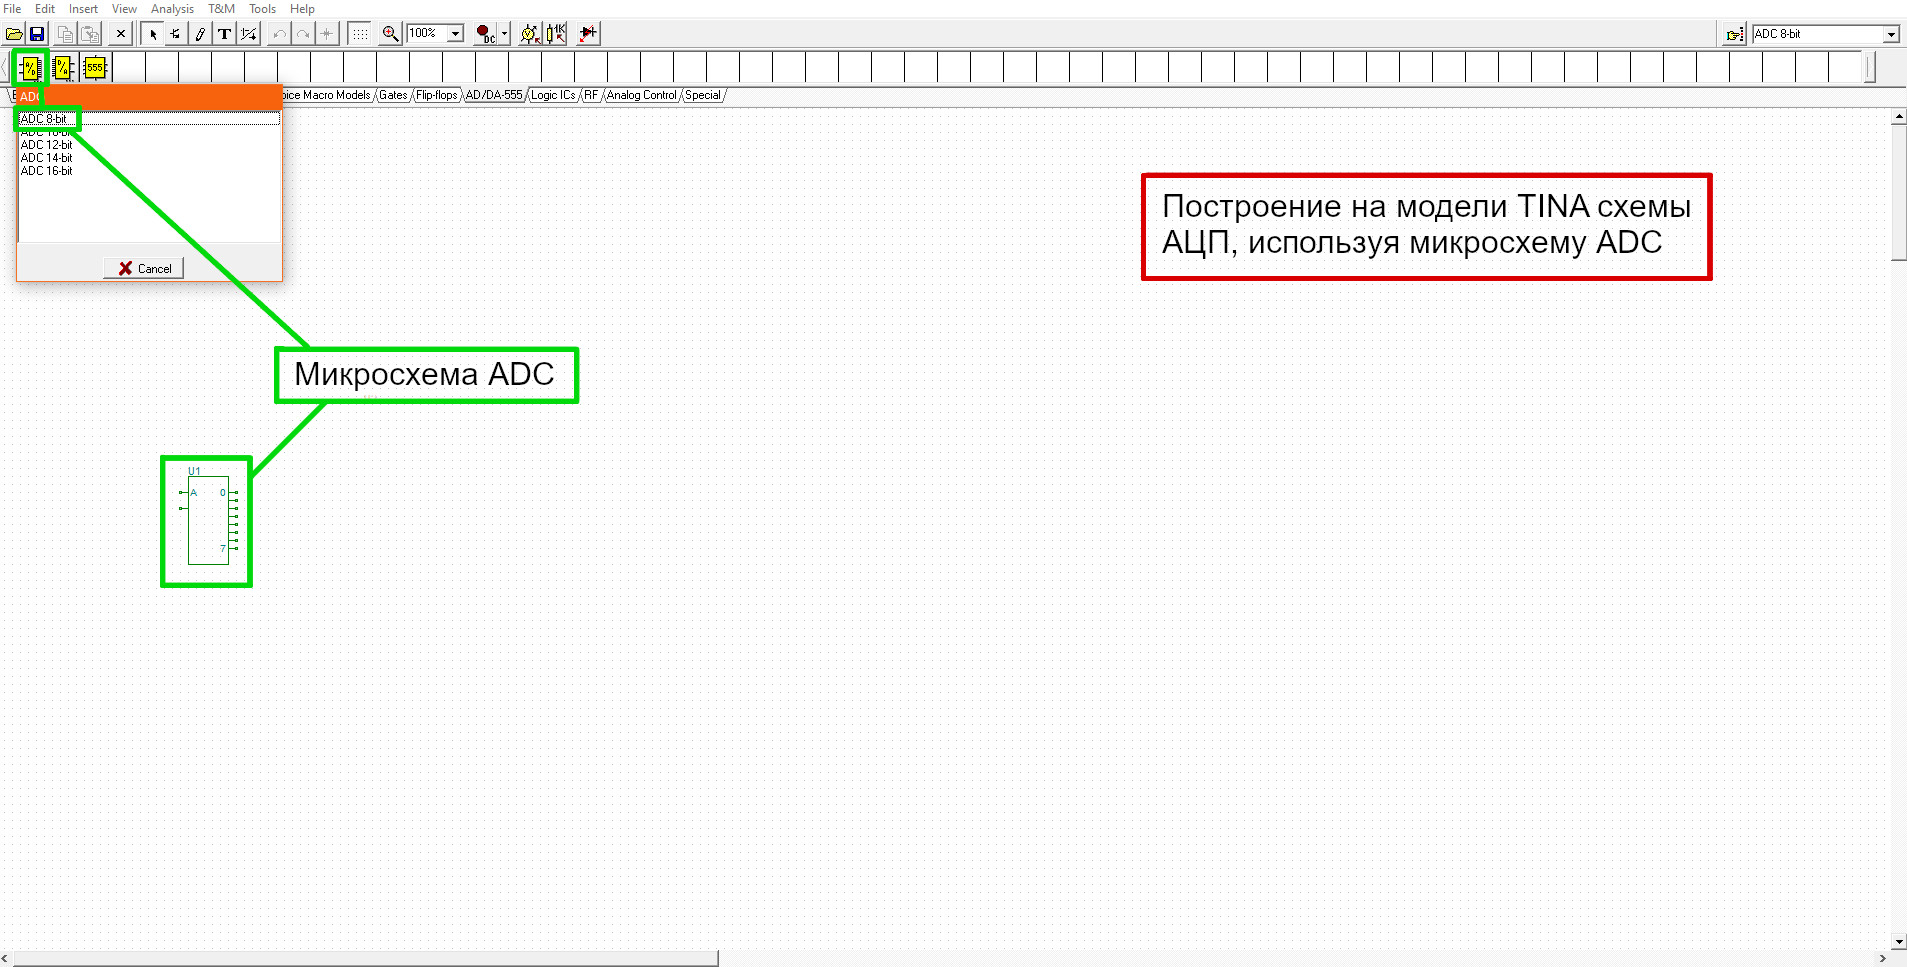 File Edit Insert View Analysis T&M Tools Help
100% DC 1K ADC 8-bit
A/D D/A 555
ADC
Macro Models Gates Flip-flops AD/DA-555 Logic ICs RF Analog Control Special
ADC 8-bit
ADC 10-bit
ADC 12-bit
ADC 14-bit
ADC 16-bit
Cancel
Построение на модели TINA схемы
АЦП, используя микросхему ADC
Микросхема ADC
U1
A 0
7